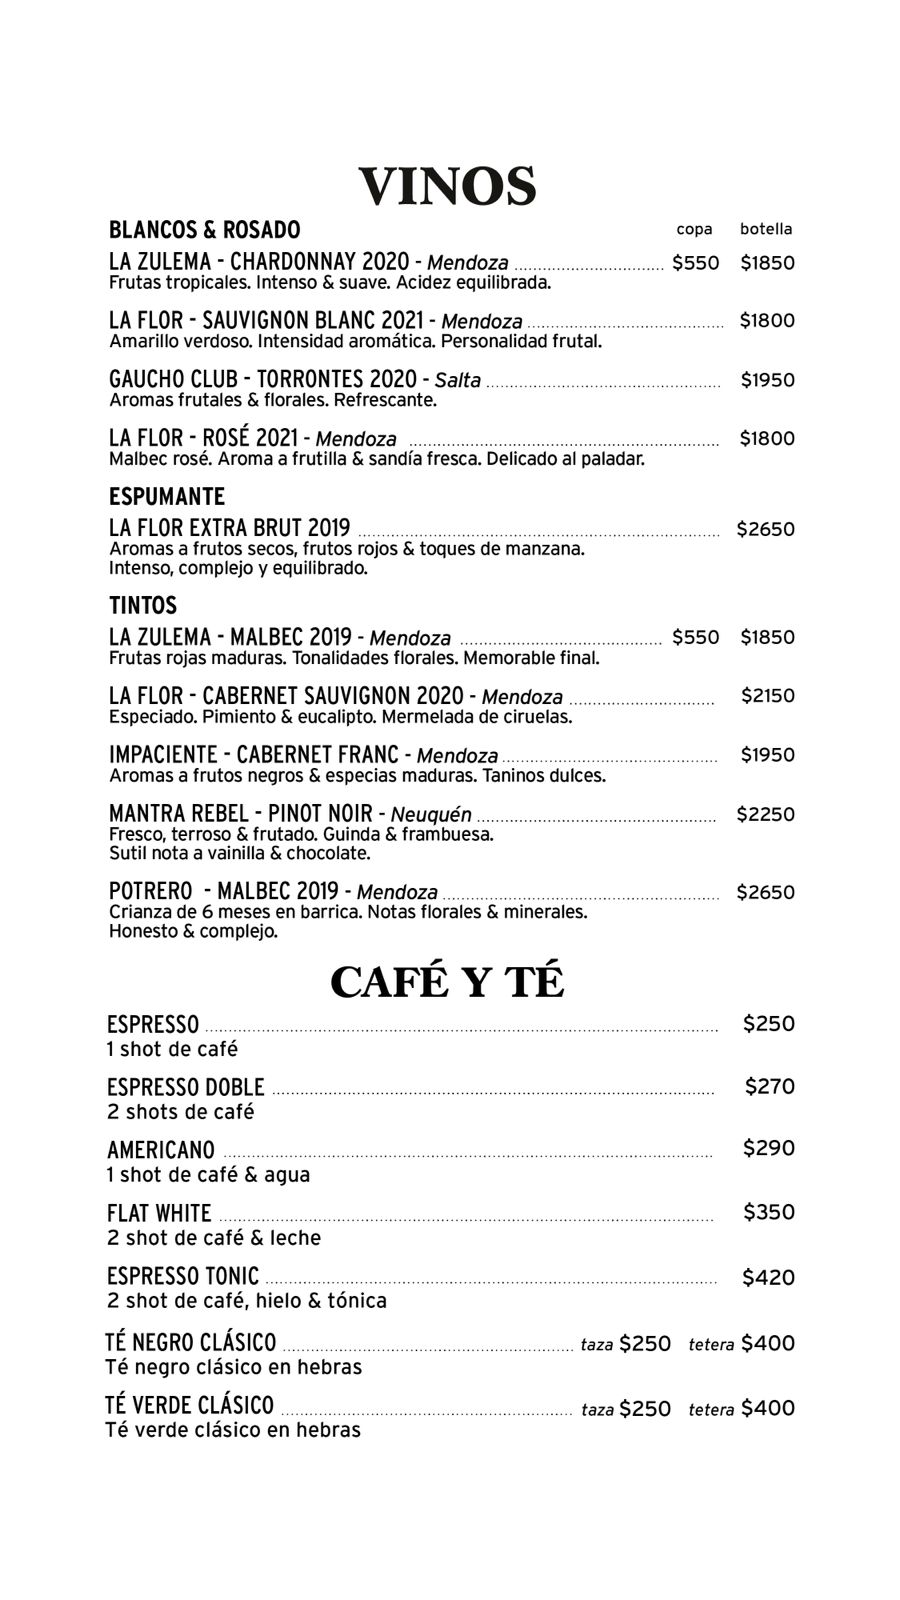 VINOS
BLANCOS & ROSADO copa botella
LA ZULEMA - CHARDONNAY 2020 - Mendoza $550 $1850
Frutas tropicales. Intenso & suave. Acidez equilibrada.
LA FLOR - SAUVIGNON BLANC 2021 - Mendoza $1800
Amarillo verdoso. Intensidad aromática. Personalidad frutal.
GAUCHO CLUB - TORRONTES 2020 - Salta $1950
Aromas frutales & florales. Refrescante.
LA FLOR - ROSÉ 2021 - Mendoza $1800
Malbec rosé. Aroma a frutilla & sandía fresca. Delicado al paladar.
ESPUMANTE
LA FLOR EXTRA BRUT 2019 $2650
Aromas a frutos secos, frutos rojos & toques de manzana.
Intenso, complejo y equilibrado.
TINTOS
LA ZULEMA - MALBEC 2019 - Mendoza $550 $1850
Frutas rojas maduras. Tonalidades florales. Memorable final.
LA FLOR - CABERNET SAUVIGNON 2020 - Mendoza $2150
Especiado. Pimiento & eucalipto. Mermelada de ciruelas.
IMPACIENTE - CABERNET FRANC - Mendoza $1950
Aromas a frutos negros & especias maduras. Taninos dulces.
MANTRA REBEL - PINOT NOIR - Neuquén $2250
Fresco, terroso & frutado. Guinda & frambuesa.
Sutil nota a vainilla & chocolate.
POTRERO - MALBEC 2019 - Mendoza $2650
Crianza de 6 meses en barrica. Notas florales & minerales.
Honesto & complejo.
CAFÉ Y TÉ
ESPRESSO $250
1 shot de café
ESPRESSO DOBLE $270
2 shots de café
AMERICANO $290
1 shot de café & agua
FLAT WHITE $350
2 shot de café & leche
ESPRESSO TONIC $420
2 shot de café, hielo & tónica
TÉ NEGRO CLÁSICO taza $250 tetera $400
Té negro clásico en hebras
TÉ VERDE CLÁSICO taza $250 tetera $400
Té verde clásico en hebras